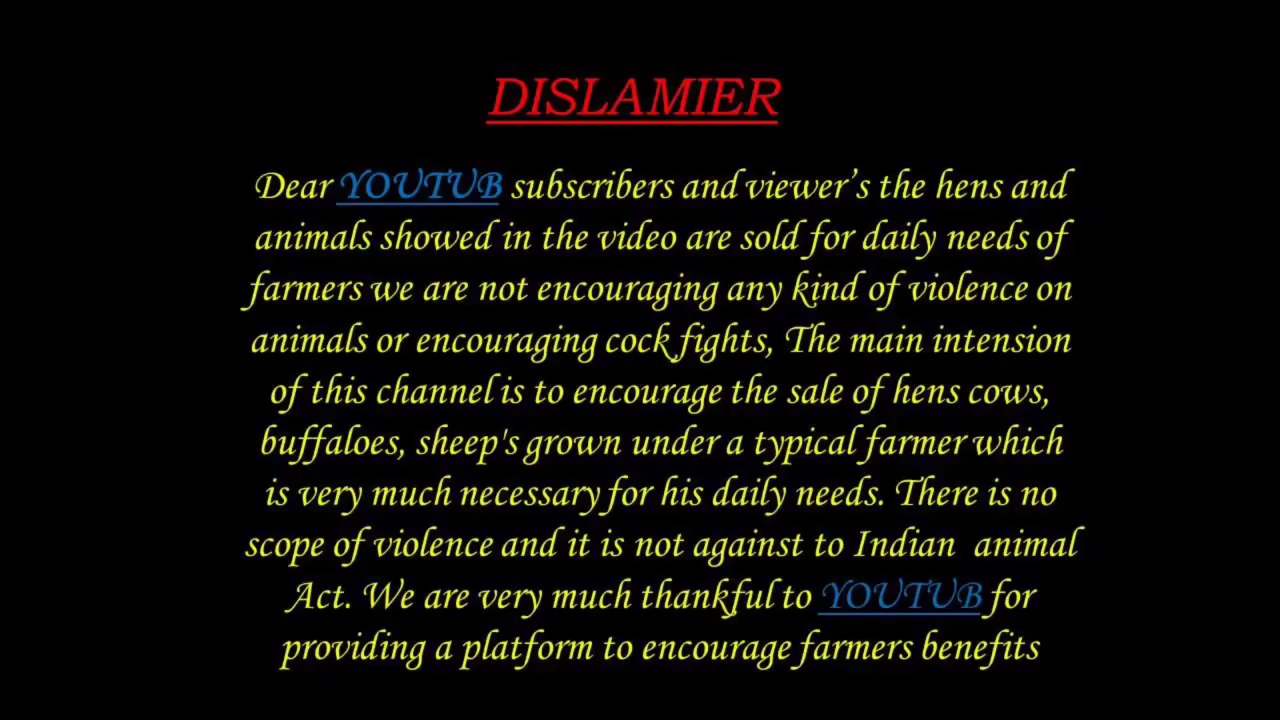 DISLAMIER
Dear YOUTUB subscribers and viewer’s the hens and
animals showed in the video are sold for daily needs of
farmers we are not encouraging any kind of violence on
animals or encouraging cock fights, The main intension
of this channel is to encourage the sale of hens cows,
buffaloes, sheep's grown under a typical farmer which
is very much necessary for his daily needs. There is no
scope of violence and it is not against to Indian  animal
Act. We are very much thankful to YOUTUB for
providing a platform to encourage farmers benefits